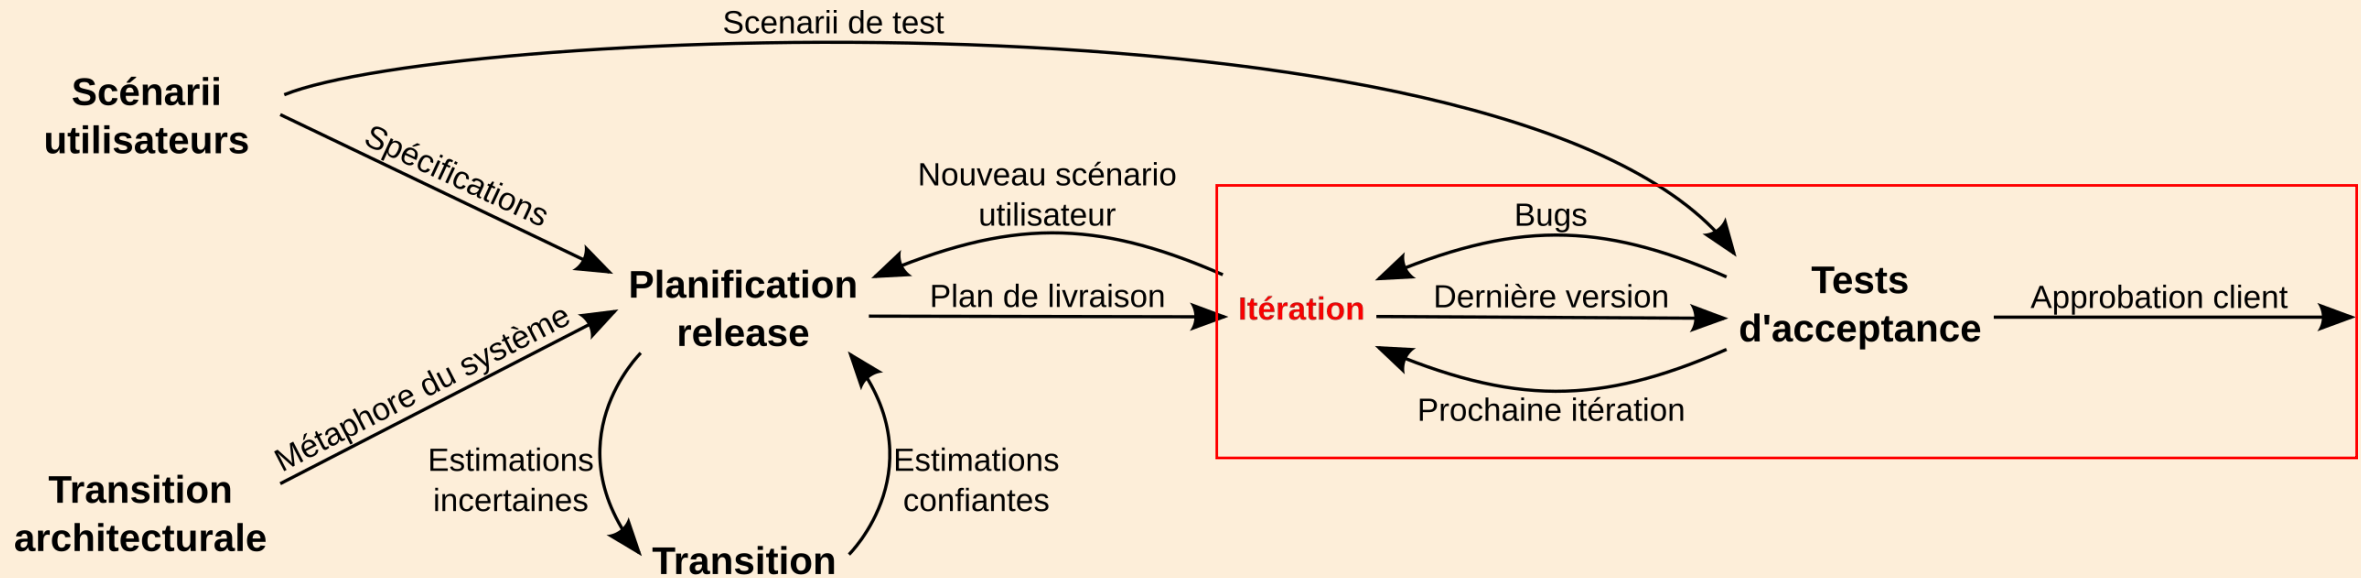 Scenarii de test
Scénarii
utilisateurs
Spécifications
Nouveau scénario
utilisateur
Bugs
Planification
release
Plan de livraison
Itération
Dernière version
Tests
d'acceptance
Approbation client
Métaphore du système
Prochaine itération
Transition
architecturale
Estimations
incertaines
Estimations
confiantes
Transition